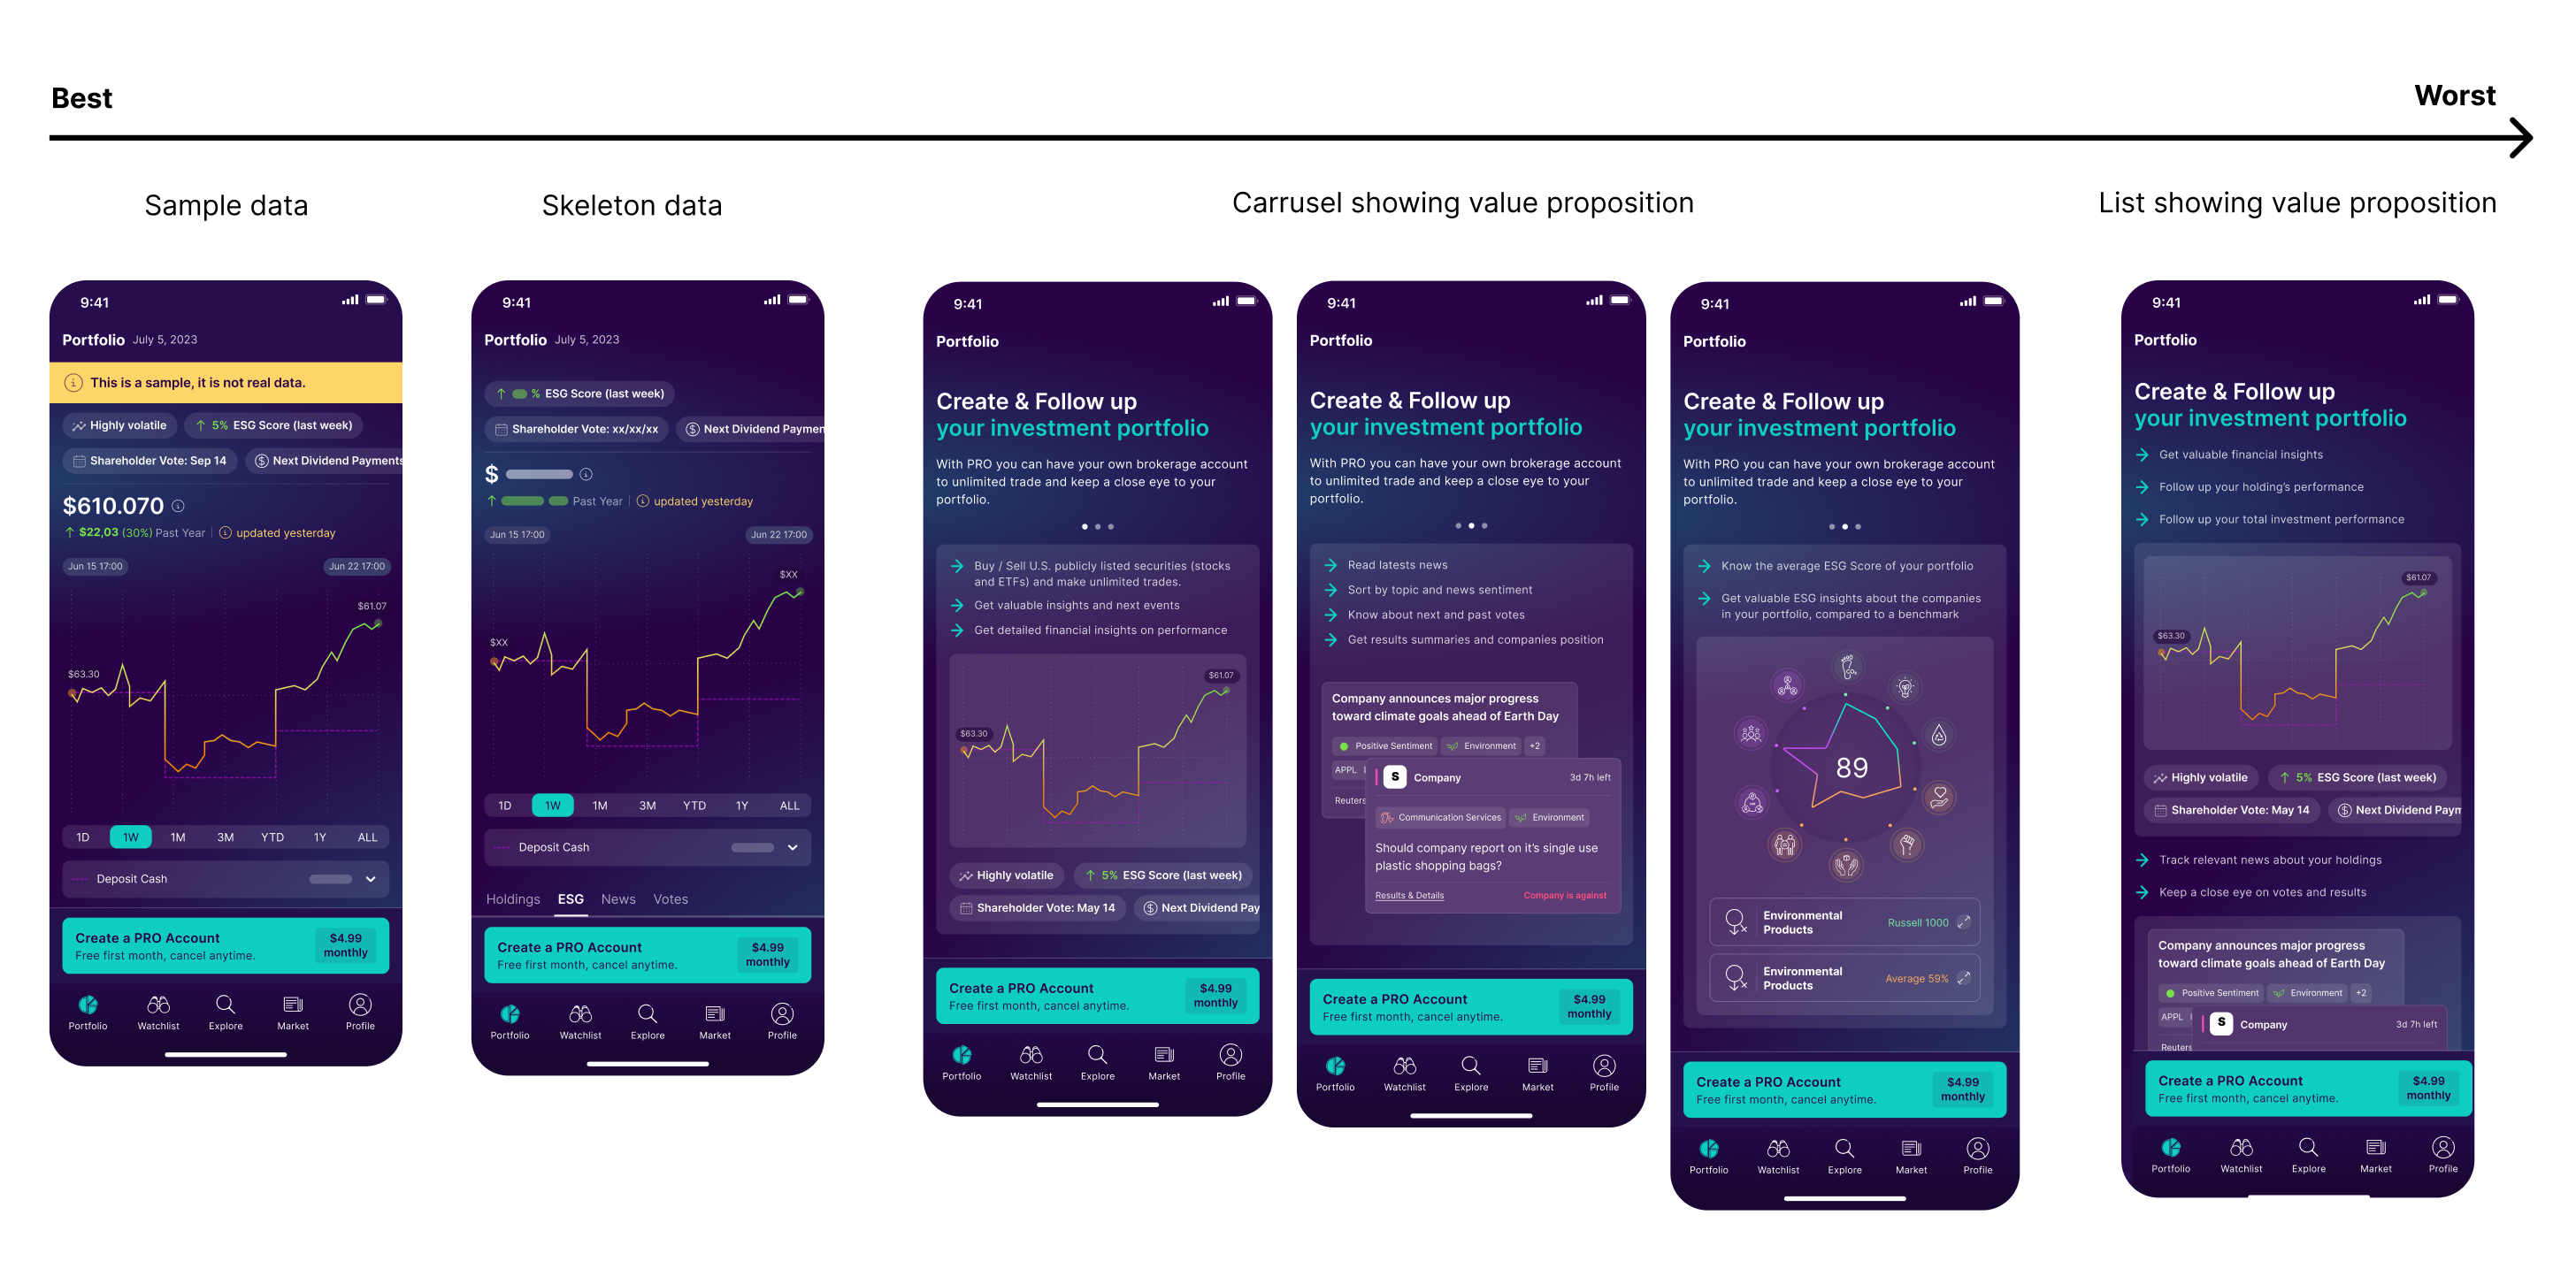 Best
Worst
Sample data
Skeleton data
Carrusel showing value proposition
List showing value proposition
9:41
Portfolio July 5, 2023
This is a sample, it is not real data.
Highly volatile
5% ESG Score (last week)
Shareholder Vote: Sep 14
Next Dividend Payments
$610.070
$22,03 (30%) Past Year
updated yesterday
Jun 15 17:00
Jun 22 17:00
$61.07
$63.30
1D 1W 1M 3M YTD 1Y ALL
Deposit Cash
Create a PRO Account
Free first month, cancel anytime.
$4.99
monthly
Portfolio Watchlist Explore Market Profile
9:41
Portfolio July 5, 2023
% ESG Score (last week)
Shareholder Vote: xx/xx/xx
Next Dividend Paymen
$
Past Year
updated yesterday
Jun 15 17:00
Jun 22 17:00
$XX
$XX
1D 1W 1M 3M YTD 1Y ALL
Deposit Cash
Holdings ESG News Votes
Create a PRO Account
Free first month, cancel anytime.
$4.99
monthly
Portfolio Watchlist Explore Market Profile
9:41
Portfolio
Create & Follow up
your investment portfolio
With PRO you can have your own brokerage account
to unlimited trade and keep a close eye to your
portfolio.
Buy / Sell U.S. publicly listed securities (stocks
and ETFs) and make unlimited trades.
Get valuable insights and next events
Get detailed financial insights on performance
$61.07
$63.30
Highly volatile
5% ESG Score (last week)
Shareholder Vote: May 14
Next Dividend Pay
Create a PRO Account
Free first month, cancel anytime.
$4.99
monthly
Portfolio Watchlist Explore Market Profile
9:41
Portfolio
Create & Follow up
your investment portfolio
With PRO you can have your own brokerage account
to unlimited trade and keep a close eye to your
portfolio.
Read latests news
Sort by topic and news sentiment
Know about next and past votes
Get results summaries and companies position
Company announces major progress
toward climate goals ahead of Earth Day
Positive Sentiment
Environment
+2
APPL
Reuters
S
Company
3d 7h left
Communication Services
Environment
Should company report on it's single use
plastic shopping bags?
Results & Details
Company is against
Create a PRO Account
Free first month, cancel anytime.
$4.99
monthly
Portfolio Watchlist Explore Market Profile
9:41
Portfolio
Create & Follow up
your investment portfolio
With PRO you can have your own brokerage account
to unlimited trade and keep a close eye to your
portfolio.
Know the average ESG Score of your portfolio
Get valuable ESG insights about the companies
in your portfolio, compared to a benchmark
89
Environmental
Products
Russell 1000
Environmental
Products
Average 59%
Create a PRO Account
Free first month, cancel anytime.
$4.99
monthly
Portfolio Watchlist Explore Market Profile
9:41
Portfolio
Create & Follow up
your investment portfolio
Get valuable financial insights
Follow up your holding's performance
Follow up your total investment performance
$61.07
$63.30
Highly volatile
5% ESG Score (last week)
Shareholder Vote: May 14
Next Dividend Paym
Track relevant news about your holdings
Keep a close eye on votes and results
Company announces major progress
toward climate goals ahead of Earth Day
Positive Sentiment
Environment
+2
APPL
S
Company
3d 7h left
Reuters
Create a PRO Account
Free first month, cancel anytime.
$4.99
monthly
Portfolio Watchlist Explore Market Profile